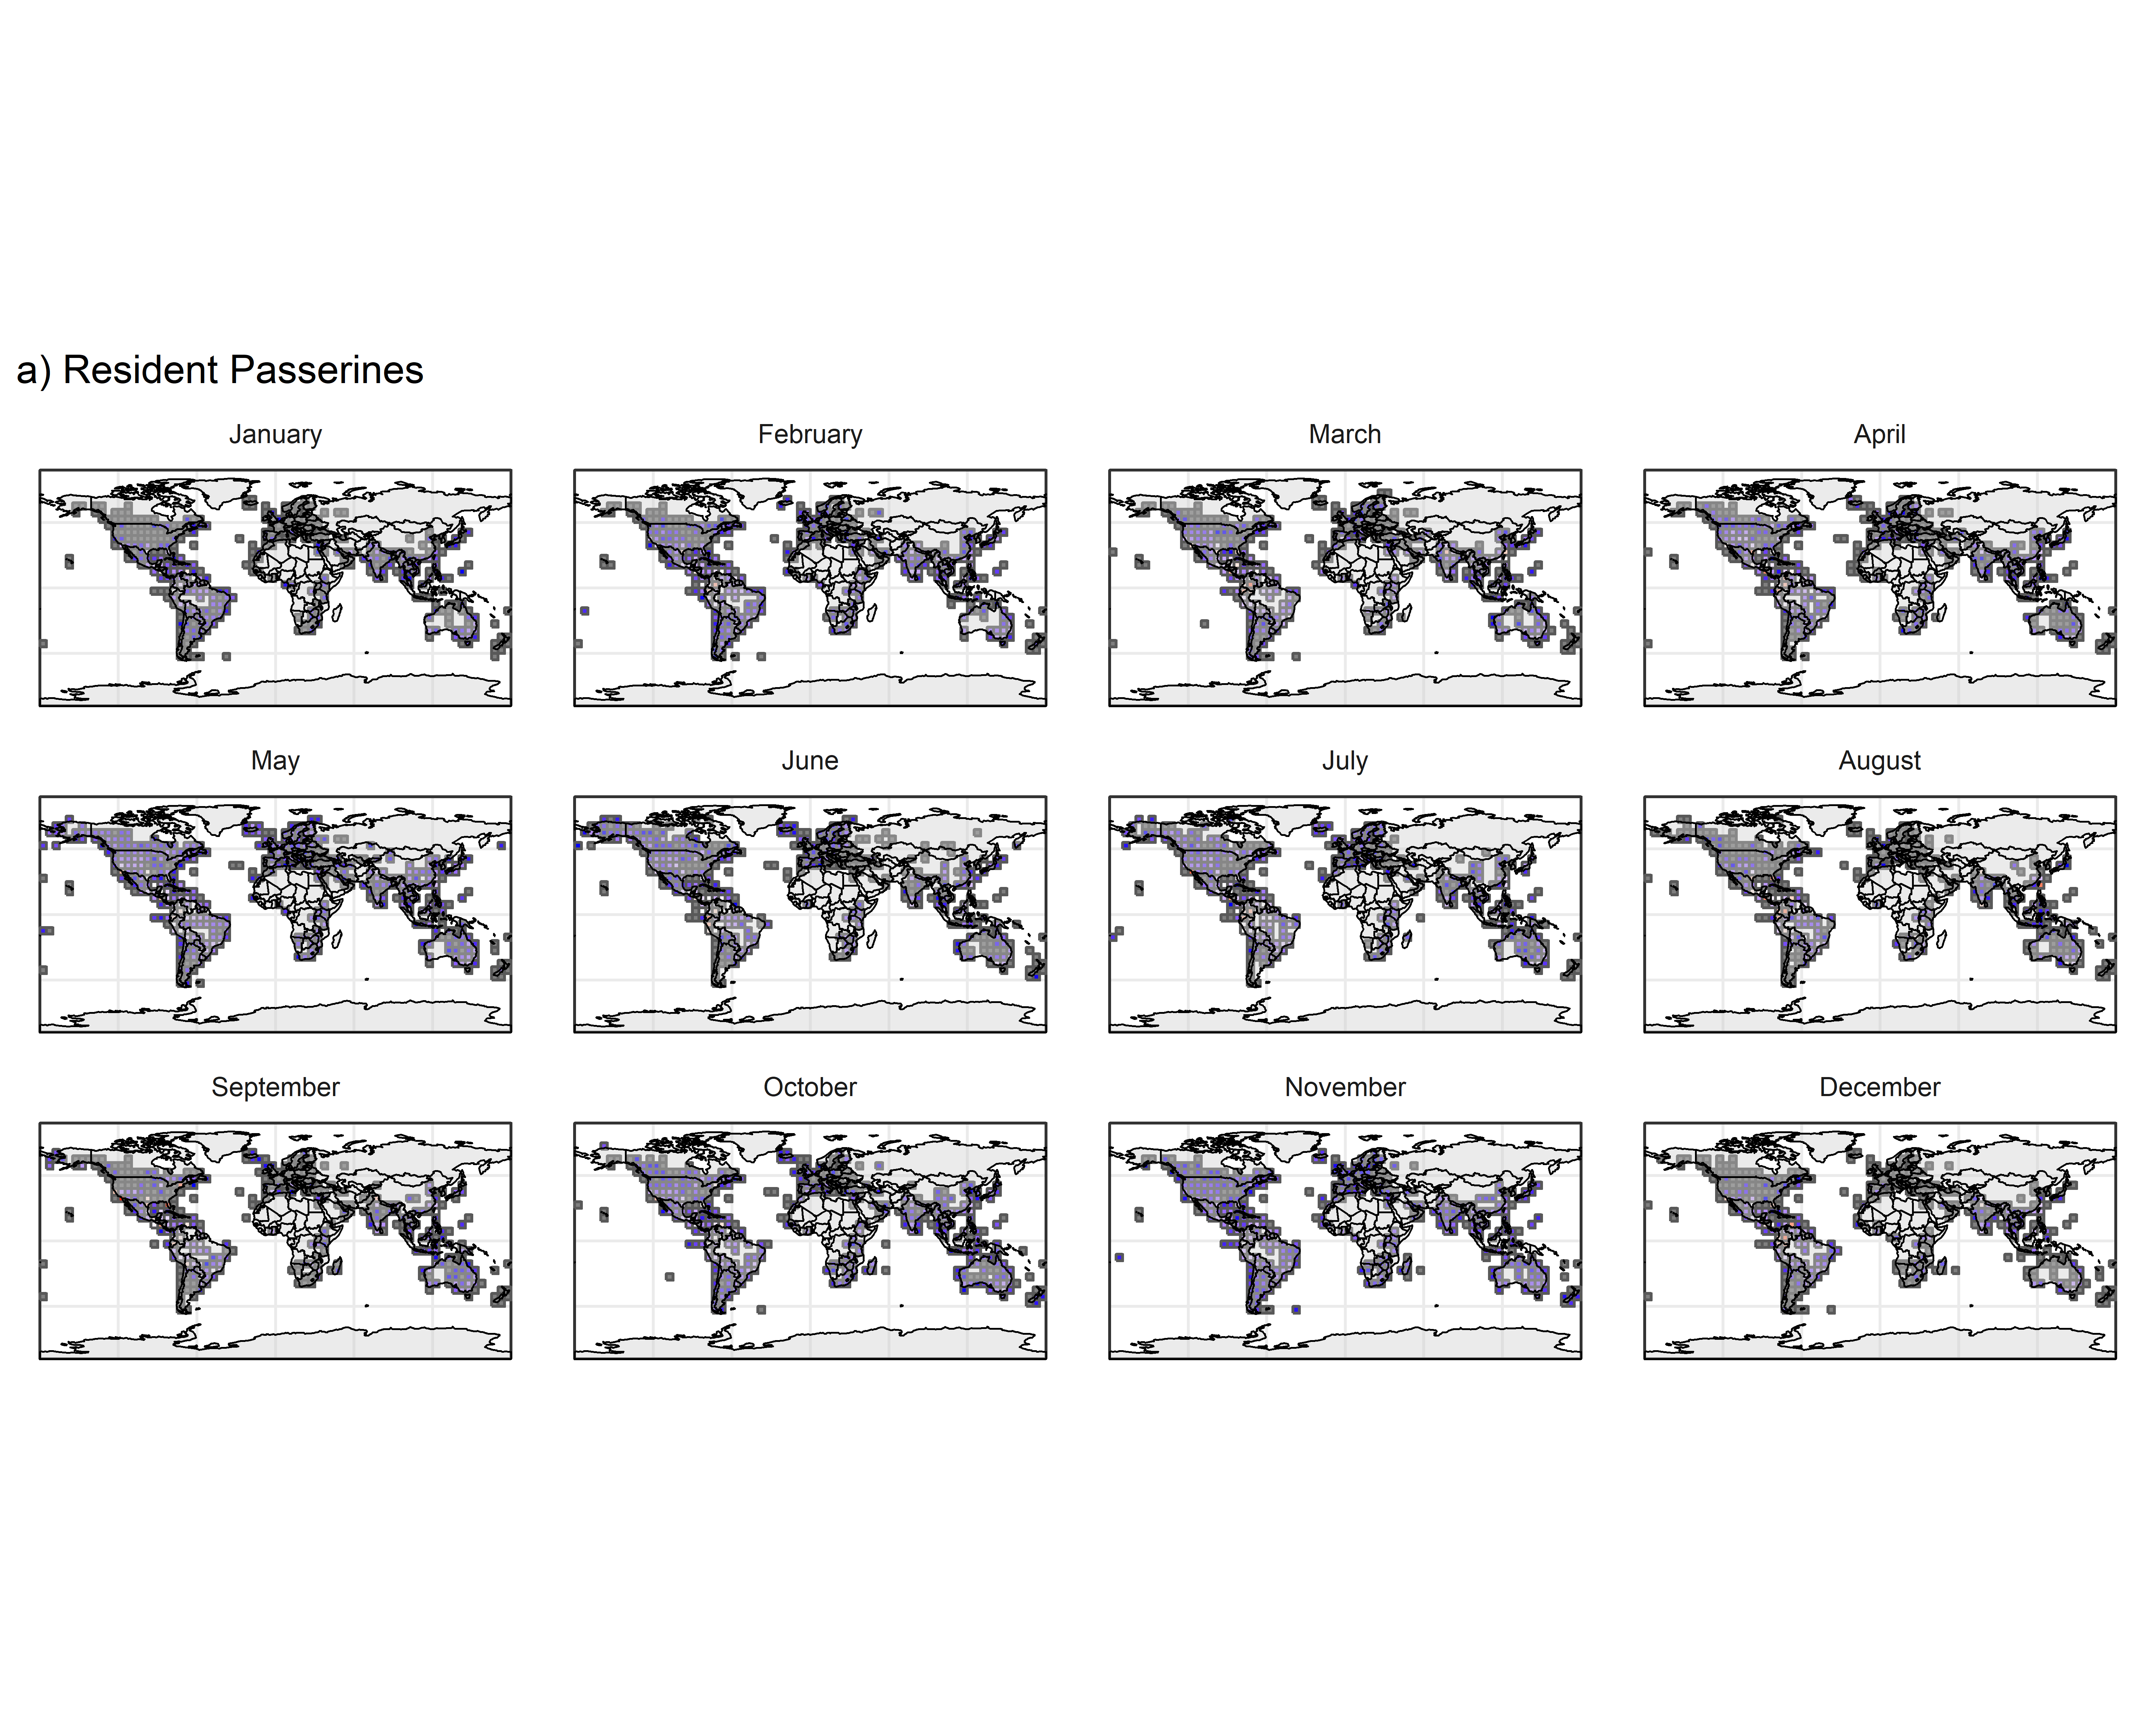 a) Resident Passerines
January
February
March
April
May
June
July
August
September
October
November
December